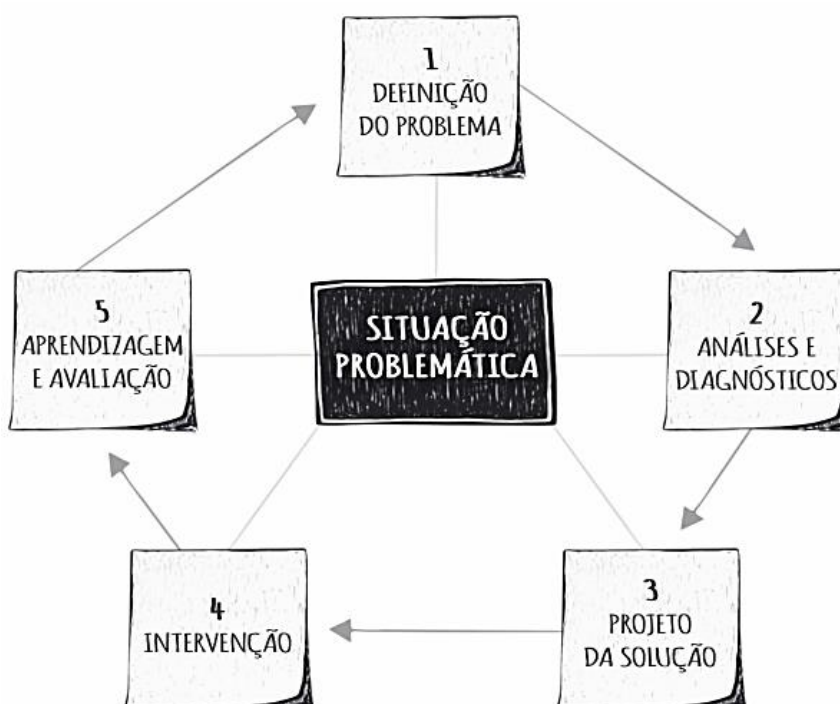 1
DEFINIÇÃO
DO PROBLEMA
5
APRENDIZAGEM
E AVALIAÇÃO
SITUAÇÃO
PROBLEMÁTICA
2
ANÁLISES E
DIAGNÓSTICOS
4
INTERVENÇÃO
3
PROJETO
DA SOLUÇÃO